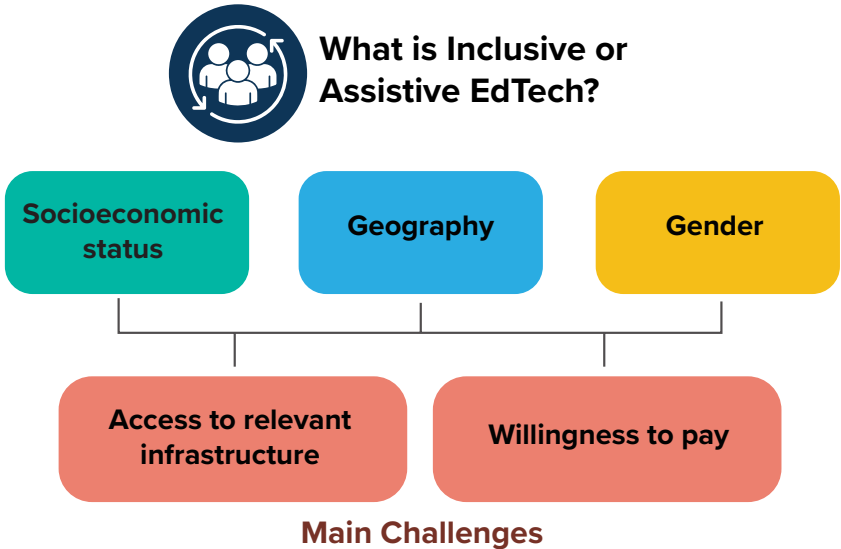 What is Inclusive or
Assistive EdTech?
Socioeconomic
status
Geography
Gender
Access to relevant
infrastructure
Willingness to pay
Main Challenges